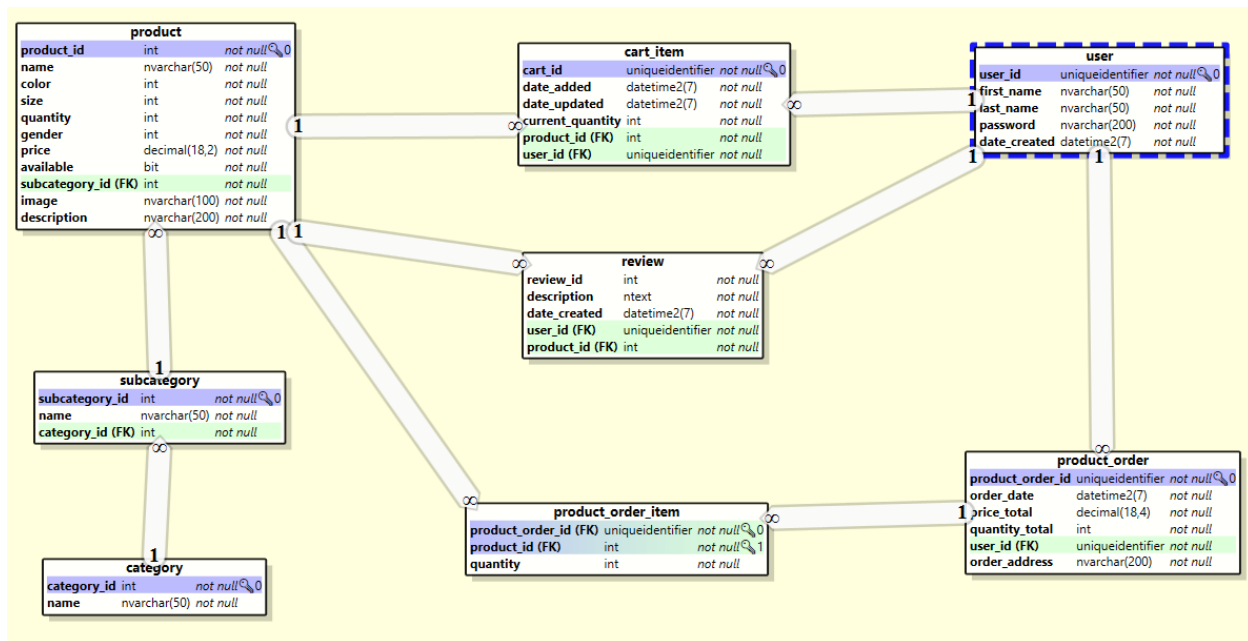 product
product_id int not null 0
name nvarchar(50) not null
color int not null
size int not null
quantity int not null
gender int not null
price decimal(18,2) not null
available bit not null
subcategory_id (FK) int not null
image nvarchar(100) not null
description nvarchar(200) not null
cart_item
cart_id uniqueidentifier not null 0
date_added datetime2(7) not null
date_updated datetime2(7) not null
current_quantity int not null
product_id (FK) int not null
user_id (FK) uniqueidentifier not null
user
user_id uniqueidentifier not null 0
first_name nvarchar(50) not null
last_name nvarchar(50) not null
password nvarchar(200) not null
date_created datetime2(7) not null
1 ∞
∞ 1
1 ∞
∞ 1
1 ∞
∞ 1
1 ∞
∞ 1
∞ 1
review
review_id int not null
description ntext not null
date_created datetime2(7) not null
user_id (FK) uniqueidentifier not null
product_id (FK) int not null
subcategory
subcategory_id int not null 0
name nvarchar(50) not null
category_id (FK) int not null
category
category_id int not null 0
name nvarchar(50) not null
product_order_item
product_order_id (FK) uniqueidentifier not null 0
product_id (FK) int not null 1
quantity int not null
product_order
product_order_id uniqueidentifier not null 0
order_date datetime2(7) not null
price_total decimal(18,4) not null
quantity_total int not null
user_id (FK) uniqueidentifier not null
order_address nvarchar(200) not null